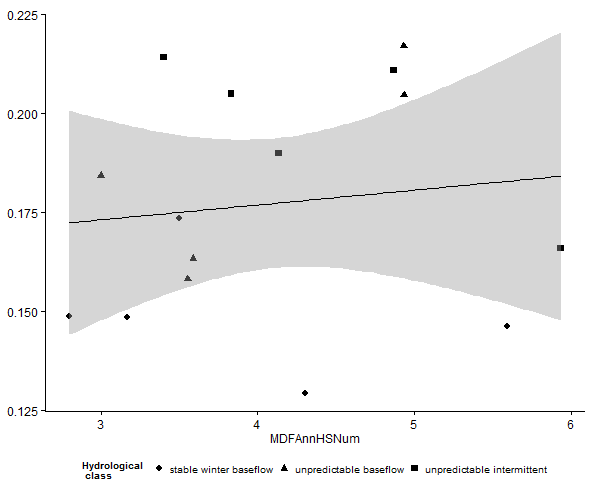 0.225
0.200
0.175
0.150
0.125
3 4 5 6
MDFAnnHSNum
Hydrological
class
stable winter baseflow unpredictable baseflow unpredictable intermittent